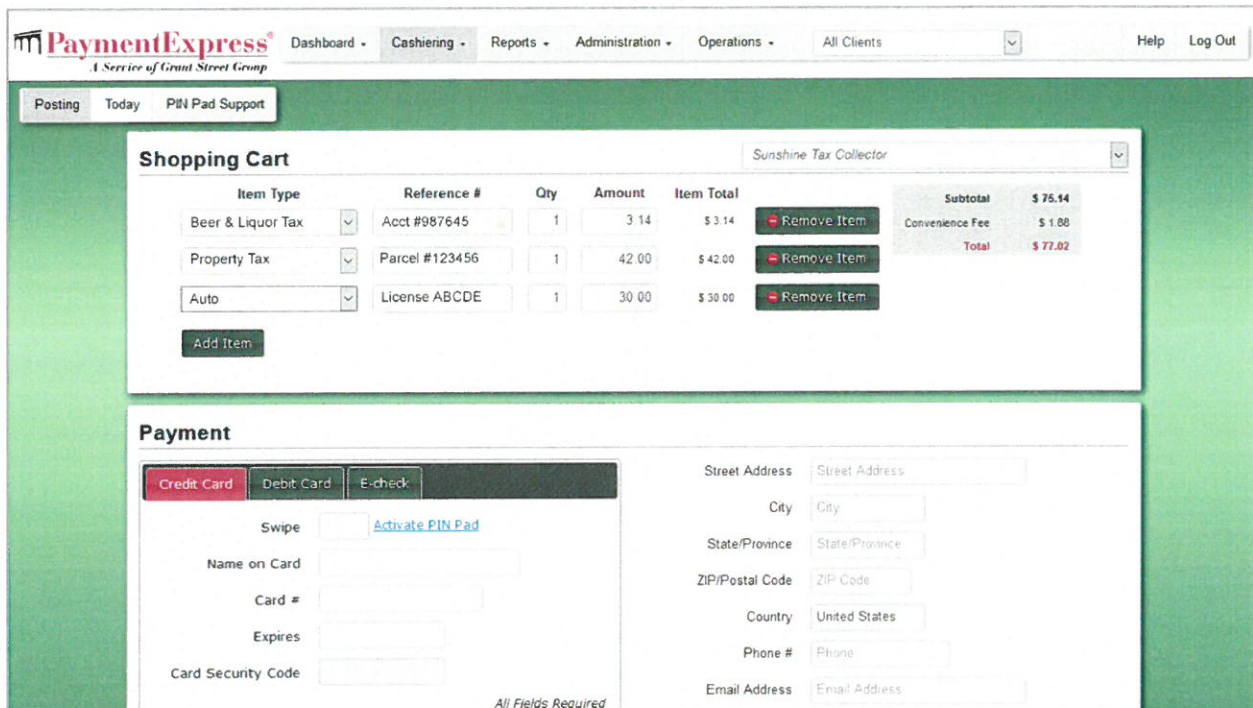 PaymentExpress®
A Service of Grant Street Group
Dashboard Cashiering Reports Administration Operations All Clients Help Log Out
Posting Today PIN Pad Support
Shopping Cart Sunshine Tax Collector
Item Type Reference # Qty Amount Item Total
Beer & Liquor Tax Acct #987645 1 3.14 $ 3.14 Remove Item
Property Tax Parcel #123456 1 42.00 $ 42.00 Remove Item
Auto License ABCDE 1 30.00 $ 30.00 Remove Item
Subtotal $ 75.14
Convenience Fee $ 1.88
Total $ 77.02
Add Item
Payment
Credit Card Debit Card E-check
Swipe Activate PIN Pad
Name on Card
Card #
Expires
Card Security Code
All Fields Required
Street Address Street Address
City City
State/Province State/Province
ZIP/Postal Code ZIP Code
Country United States
Phone # Phone
Email Address Email Address